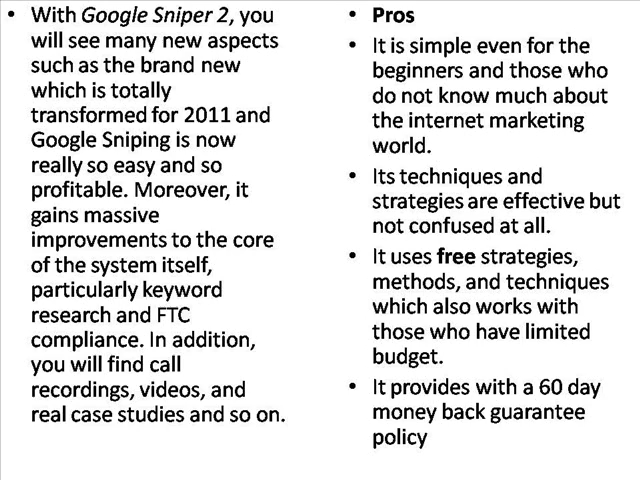 • With Google Sniper 2, you
will see many new aspects
such as the brand new
which is totally
transformed for 2011 and
Google Sniping is now
really so easy and so
profitable. Moreover, it
gains massive
improvements to the core
of the system itself,
particularly keyword
research and FTC
compliance. In addition,
you will find call
recordings, videos, and
real case studies and so on.
• Pros
• It is simple even for the
beginners and those who
do not know much about
the internet marketing
world.
• Its techniques and
strategies are effective but
not confused at all.
• It uses free strategies,
methods, and techniques
which also works with
those who have limited
budget.
• It provides with a 60 day
money back guarantee
policy